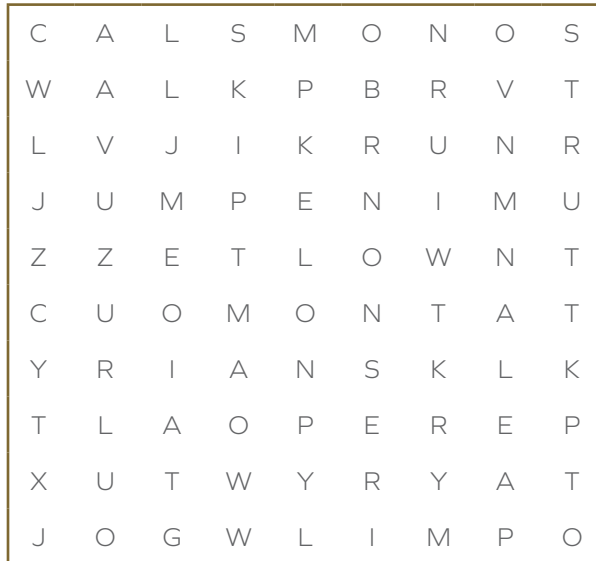 C A L S M O N O S
W A L K P B R V T
L V J I K R U N R
J U M P E N I M U
Z Z E T L O W N T
C U O M O N T A T
Y R I A N S K L K
T L A O P E R E P
X U T W Y R Y A T
J O G W L I M P O